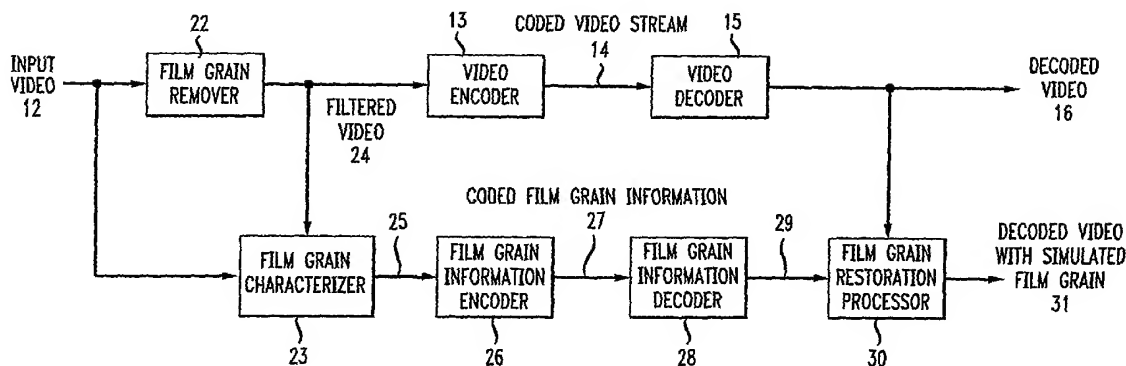 22
13
CODED VIDEO STREAM
15
INPUT
VIDEO
12
FILM GRAIN
REMOVER
VIDEO
ENCODER
14
VIDEO
DECODER
DECODED
VIDEO
16
FILTERED
VIDEO
24
CODED FILM GRAIN INFORMATION
25
27
29
FILM GRAIN
CHARACTERIZER
FILM GRAIN
INFORMATION
ENCODER
FILM GRAIN
INFORMATION
DECODER
FILM GRAIN
RESTORATION
PROCESSOR
DECODED VIDEO
WITH SIMULATED
FILM GRAIN
31
23
26
28
30